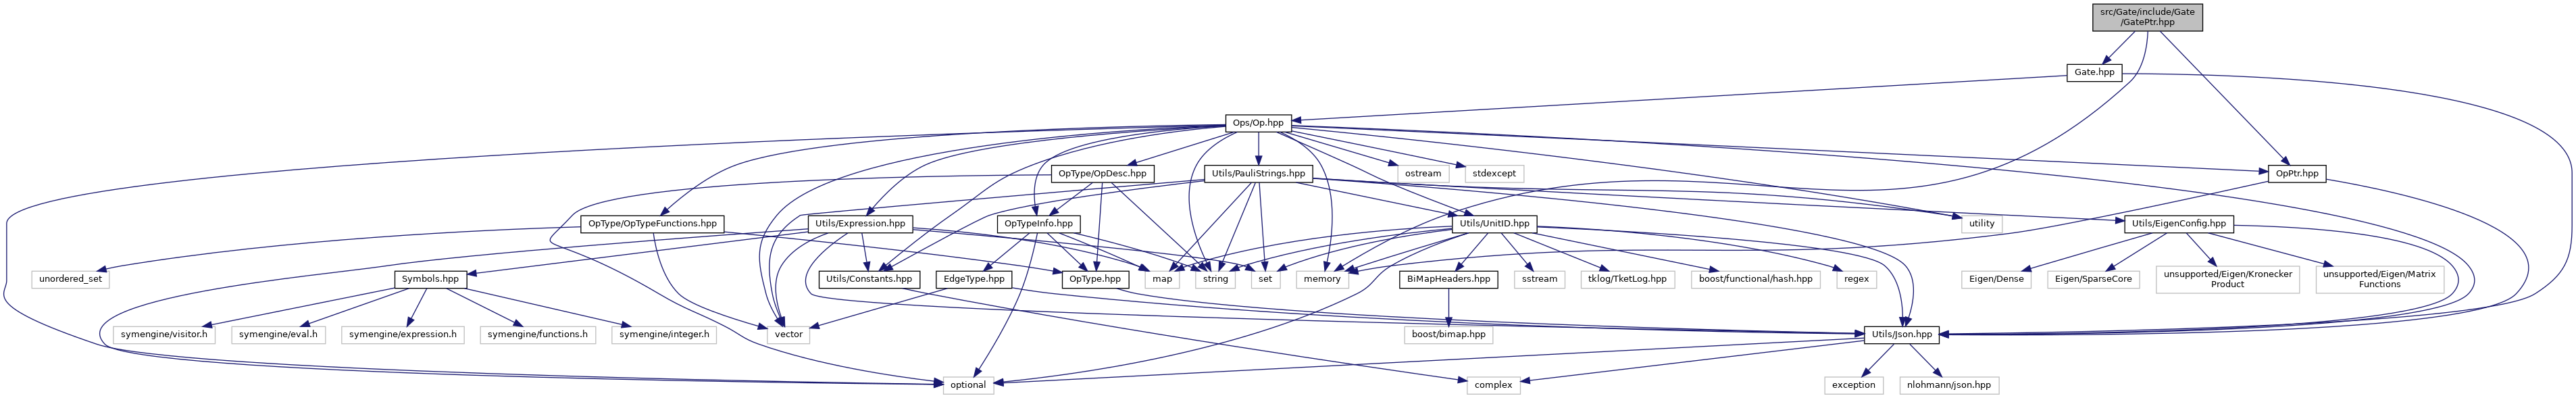 src/Gate/include/Gate
/GatePtr.hpp
Gate.hpp
Ops/Op.hpp
OpType/OpDesc.hpp
Utils/PauliStrings.hpp
ostream
stdexcept
OpPtr.hpp
OpType/OpTypeFunctions.hpp
Utils/Expression.hpp
OpTypeInfo.hpp
Utils/UnitID.hpp
utility
Utils/EigenConfig.hpp
unordered_set
Symbols.hpp
Utils/Constants.hpp
EdgeType.hpp
OpType.hpp
map
string
set
memory
BiMapHeaders.hpp
sstream
tklog/TketLog.hpp
boost/functional/hash.hpp
regex
Eigen/Dense
Eigen/SparseCore
unsupported/Eigen/Kronecker
Product
unsupported/Eigen/Matrix
Functions
symengine/visitor.h
symengine/eval.h
symengine/expression.h
symengine/functions.h
symengine/integer.h
vector
boost/bimap.hpp
Utils/Json.hpp
optional
complex
exception
nlohmann/json.hpp